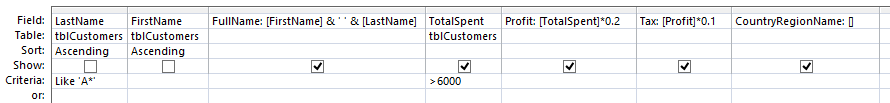 Field: LastName FirstName FullName: [FirstName] & ' ' & [LastName] TotalSpent Profit: [TotalSpent]*0.2 Tax: [Profit]*0.1 CountryRegionName: []
Table: tblCustomers tblCustomers tblCustomers
Sort: Ascending Ascending
Show:
Criteria: Like 'A*' >6000
or: